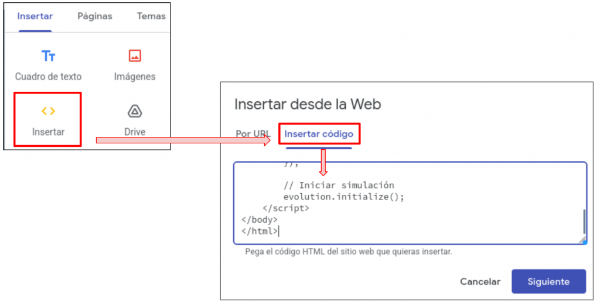 Insertar Páginas Temas
Cuadro de texto Imágenes
Insertar Drive
Insertar desde la Web
Por URL Insertar código
});
// Iniciar simulación
evolution.initialize();
</script>
</body>
</html>
Pega el código HTML del sitio web que quieras insertar.
Cancelar Siguiente